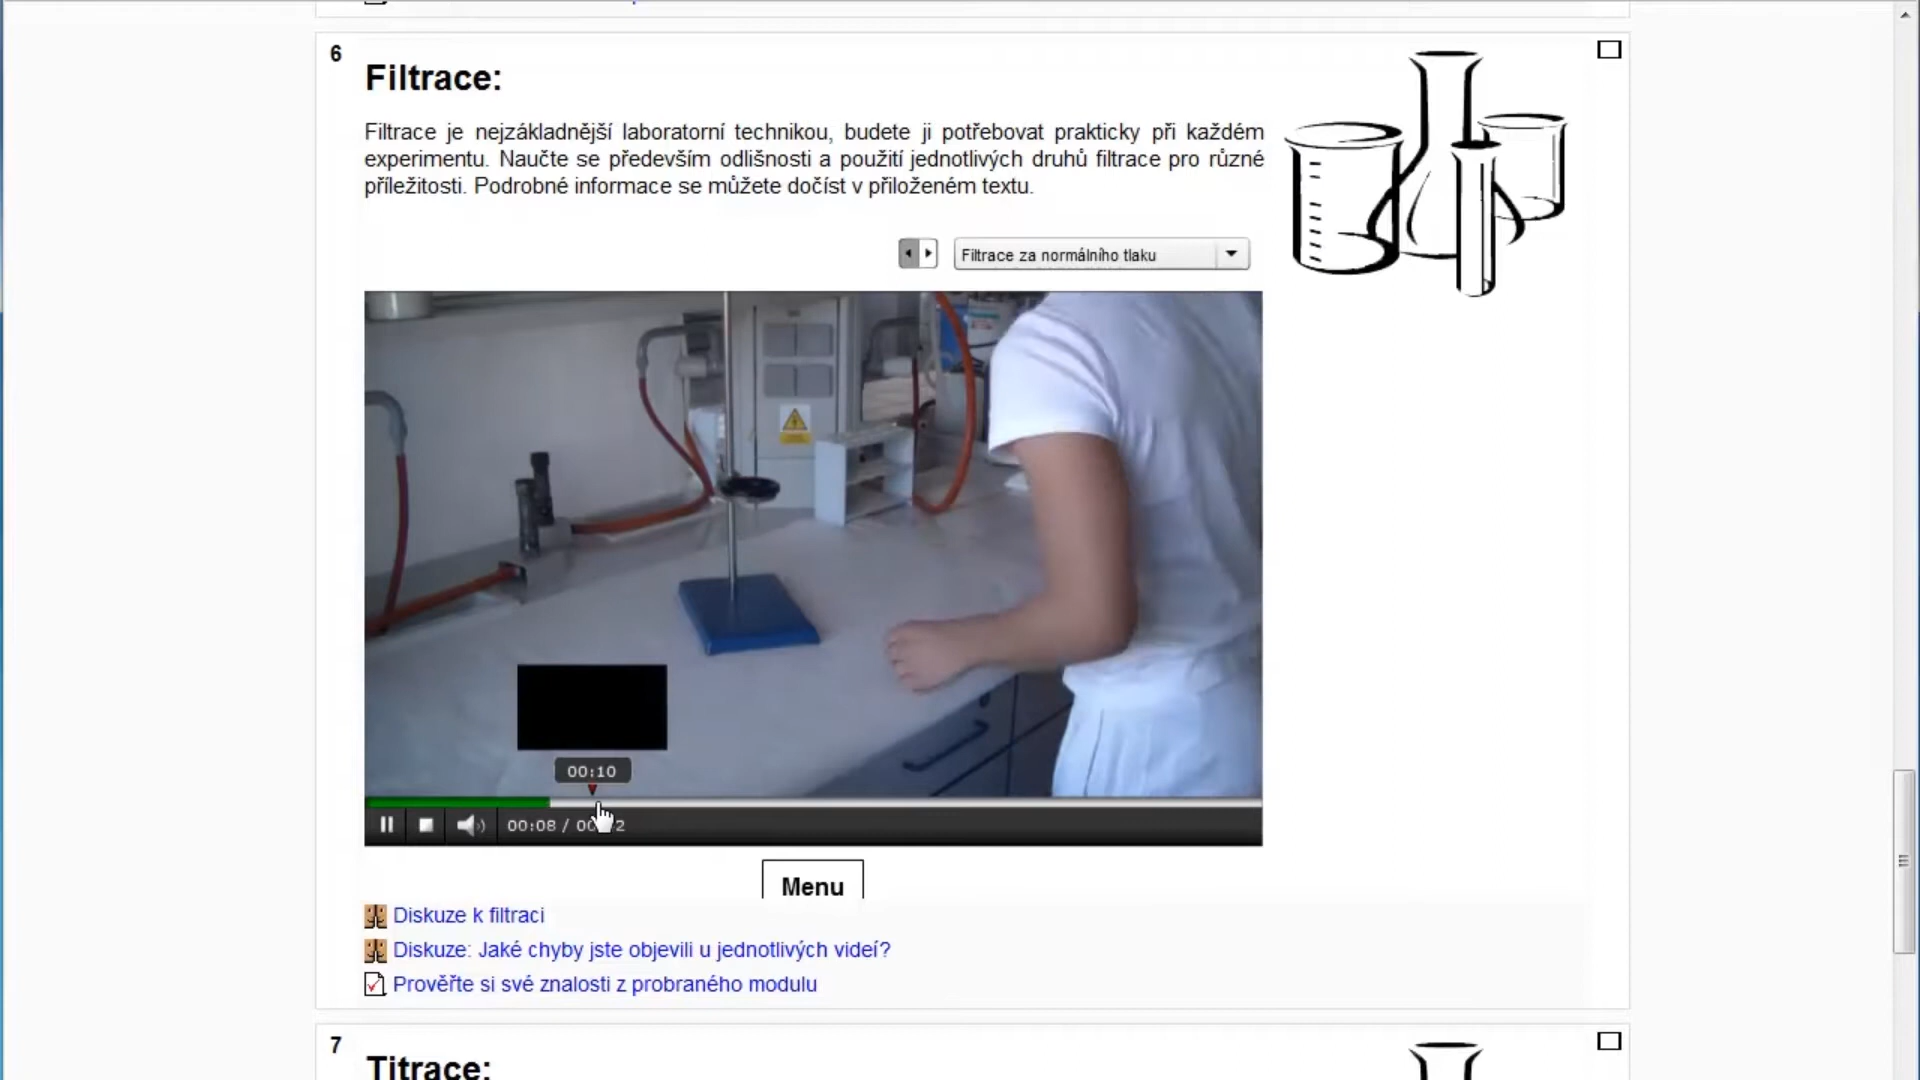 6
Filtrace:
Filtrace je nejzákladnější laboratorní technikou, budete ji potřebovat prakticky při každém
experimentu. Naučte se především odlišnosti a použití jednotlivých druhů filtrace pro různé
příležitosti. Podrobné informace se můžete dočíst v přiloženém textu.
Filtrace za normálního tlaku
00:10
00:08 /
Menu
Diskuze k filtraci
Diskuze: Jaké chyby jste objevili u jednotlivých videí?
Prověřte si své znalosti z probraného modulu
7
Titrace: